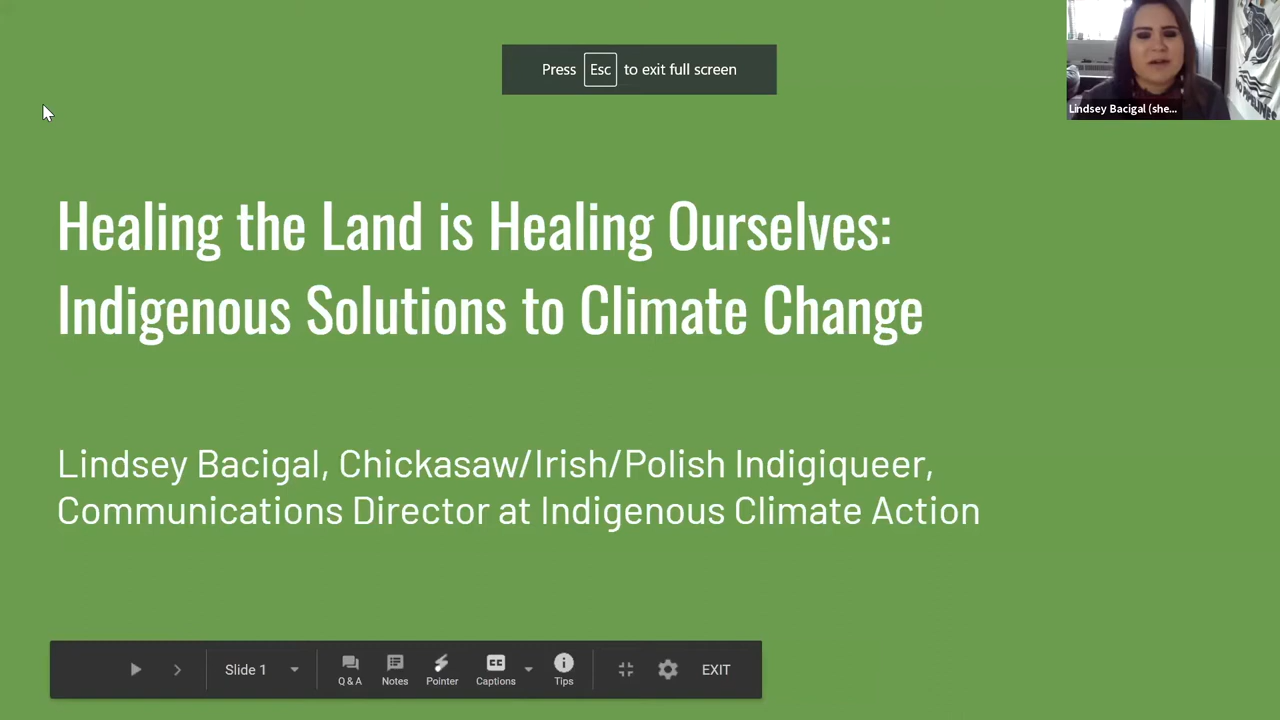 Press Esc to exit full screen
Lindsey Bacigal (she...
Healing the Land is Healing Ourselves:
Indigenous Solutions to Climate Change
Lindsey Bacigal, Chickasaw/Irish/Polish Indigiqueer,
Communications Director at Indigenous Climate Action
Slide 1
Q & A
Notes
Pointer
CC
Captions
Tips
EXIT